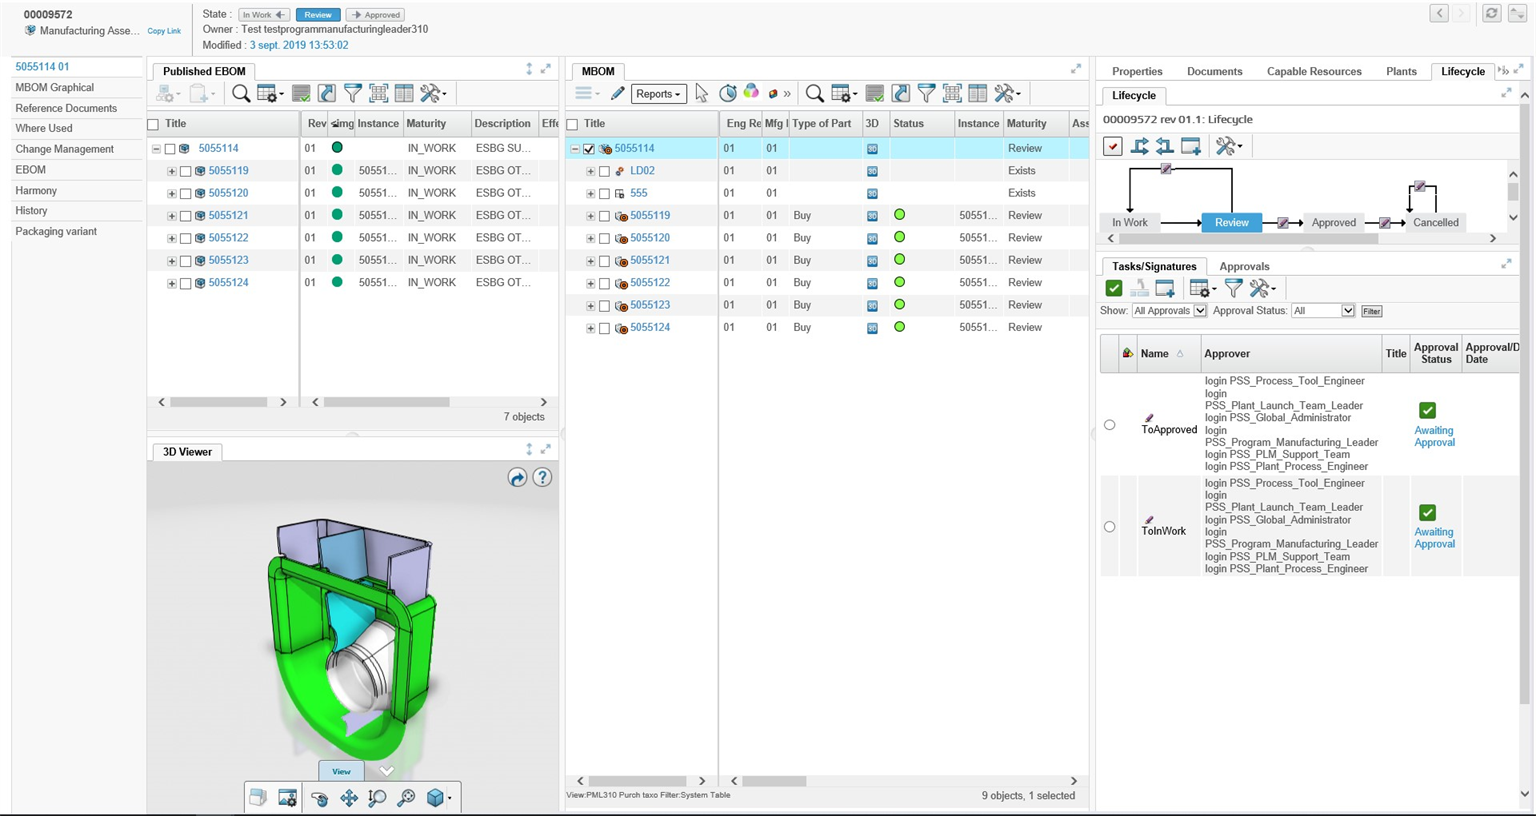 00009572
Manufacturing Asse... Copy Link
State : In Work Review Approved
Owner : Test testprogrammanufacturingleader310
Modified : 3 sept. 2019 13:53:02
5055114 01
MBOM Graphical
Reference Documents
Where Used
Change Management
EBOM
Harmony
History
Packaging variant
Published EBOM
Title Rev img Instance Maturity Description Effe
5055114 01 IN_WORK ESBG SU...
5055119 01 50551... IN_WORK ESBG OT...
5055120 01 50551... IN_WORK ESBG OT...
5055121 01 50551... IN_WORK ESBG OT...
5055122 01 50551... IN_WORK ESBG OT...
5055123 01 50551... IN_WORK ESBG OT...
5055124 01 50551... IN_WORK ESBG OT...
7 objects
3D Viewer
View
MBOM
Reports
Title Eng Re Mfg Type of Part 3D Status Instance Maturity Ass
5055114 01 01 3D Review
LD02 01 01 3D Exists
555 01 01 3D Exists
5055119 01 01 Buy 3D 50551... Review
5055120 01 01 Buy 3D 50551... Review
5055121 01 01 Buy 3D 50551... Review
5055122 01 01 Buy 3D 50551... Review
5055123 01 01 Buy 3D 50551... Review
5055124 01 01 Buy 3D 50551... Review
View:PML310 Purch taxo Filter:System Table
9 objects, 1 selected
Properties Documents Capable Resources Plants Lifecycle
Lifecycle
00009572 rev 01.1: Lifecycle
In Work Review Approved Cancelled
Tasks/Signatures Approvals
Show: All Approvals Approval Status: All Filter
Name Approver Title Approval Status Approval/D Date
ToApproved
login PSS_Process_Tool_Engineer
login
PSS_Plant_Launch_Team_Leader
login PSS_Global_Administrator
login
PSS_Program_Manufacturing_Leader
login PSS_PLM_Support_Team
login PSS_Plant_Process_Engineer
Awaiting
Approval
ToInWork
login PSS_Process_Tool_Engineer
login
PSS_Plant_Launch_Team_Leader
login PSS_Global_Administrator
login
PSS_Program_Manufacturing_Leader
login PSS_PLM_Support_Team
login PSS_Plant_Process_Engineer
Awaiting
Approval